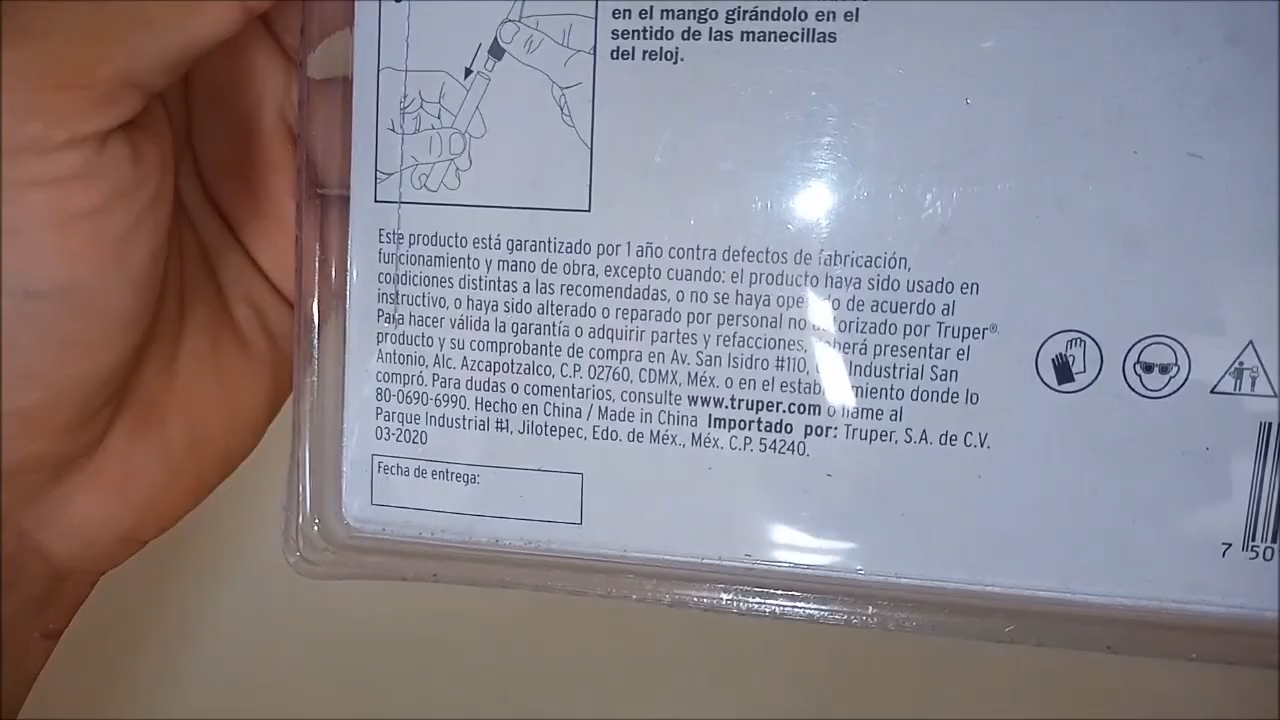 en el mango girándolo en el
sentido de las manecillas
del reloj.
Este producto está garantizado por 1 año contra defectos de fabricación,
funcionamiento y mano de obra, excepto cuando: el producto haya sido usado en
condiciones distintas a las recomendadas, o no se haya de acuerdo al
instructivo, o haya sido alterado o reparado por personal no por Truper®.
Para hacer válida la garantía o adquirir partes y refacciones, presentar el
producto y su comprobante de compra en Av. San Isidro #110, Industrial San
Antonio, Alc. Azcapotzalco, C.P. 02760, CDMX, Méx. o en el donde lo
compró. Para dudas o comentarios, consulte www.truper.com o llame al
80-0690-6990. Hecho en China / Made in China Importado por: Truper, S.A. de C.V.
Parque Industrial #1, Jilotepec, Edo. de Méx., Méx. C.P. 54240.
03-2020
Fecha de entrega:
7 50